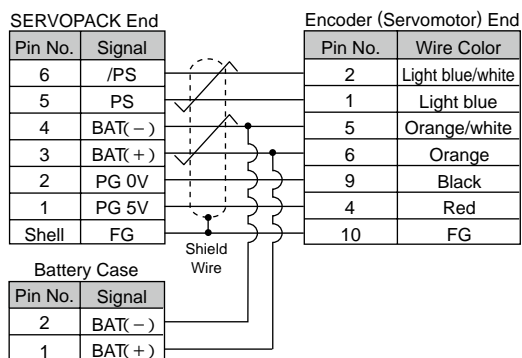 SERVOPACK End Encoder (Servomotor) End
Pin No. Signal Pin No. Wire Color
6 /PS 2 Light blue/white
5 PS 1 Light blue
4 BAT(−) 5 Orange/white
3 BAT(+) 6 Orange
2 PG 0V 9 Black
1 PG 5V 4 Red
Shell FG 10 FG
Shield
Wire
Battery Case
Pin No. Signal
2 BAT(−)
1 BAT(+)